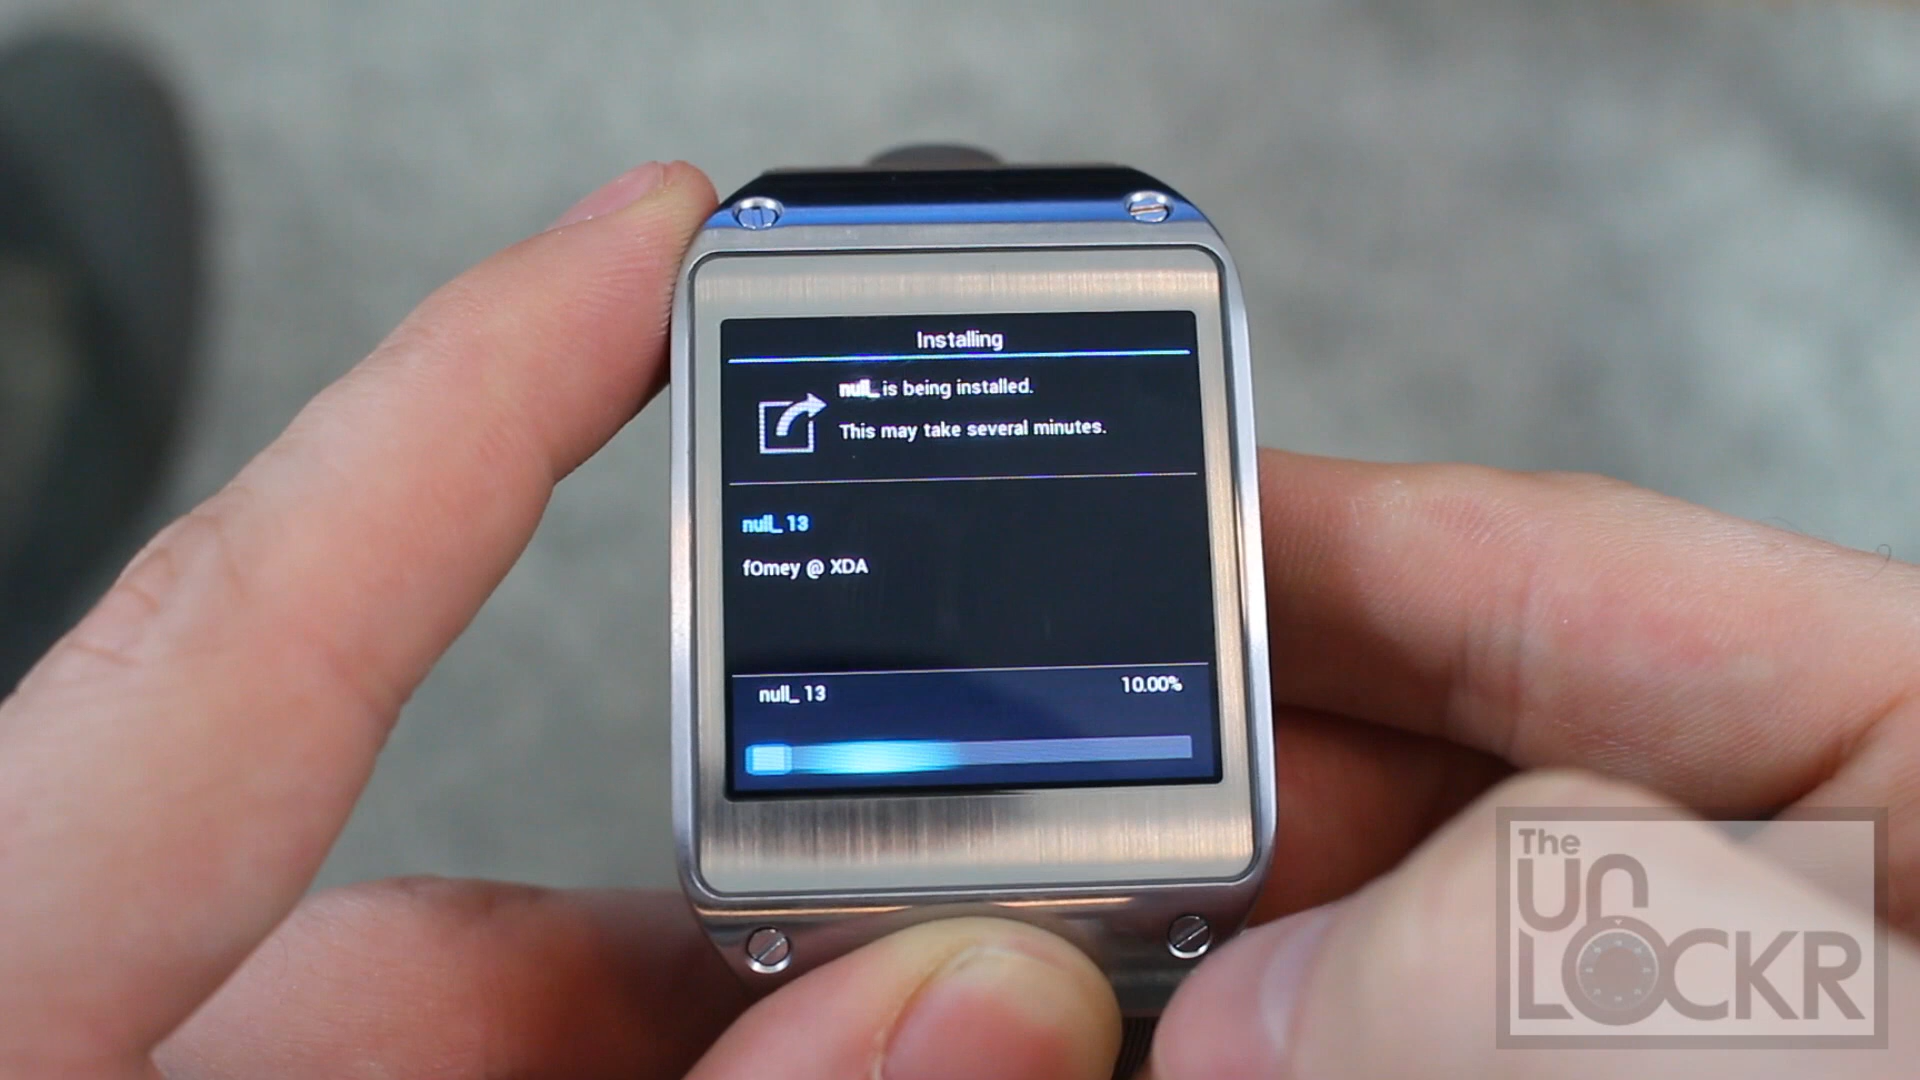 Installing
null_ is being installed.
This may take several minutes.
null_ 13
fOmey @ XDA
null_ 13
10.00%
The
UN
LOCKR